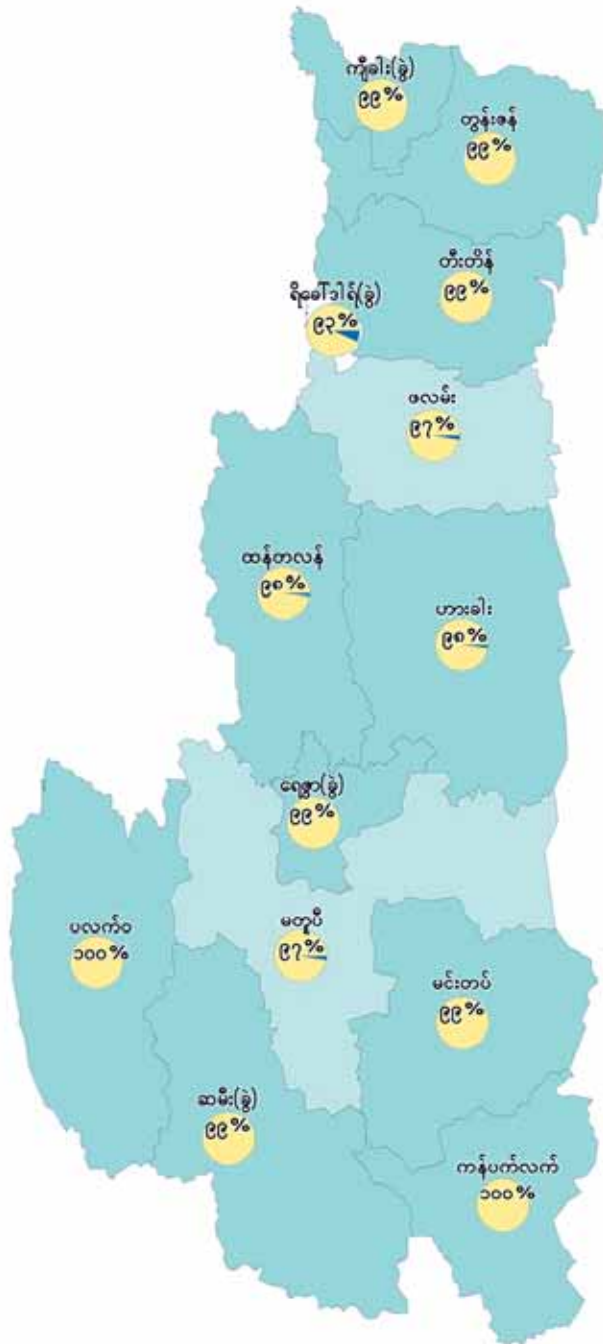 ကျီခါး(ခွဲ)
၉၉%
တွန်းဇန်
၉၉%
တီးတိန်
၉၉%
ရိခေါ်ဒါရ်(ခွဲ)
၉၃%
ဖလမ်း
၉၇%
ထန်တလန်
၉၈%
ဟားခါး
၉၈%
ရေဇွာ(ခွဲ)
၉၉%
ပလက်ဝ
၁၀၀%
မတူပီ
၉၇%
မင်းတပ်
၉၉%
ဆမီး(ခွဲ)
၉၉%
ကန်ပက်လက်
၁၀၀%